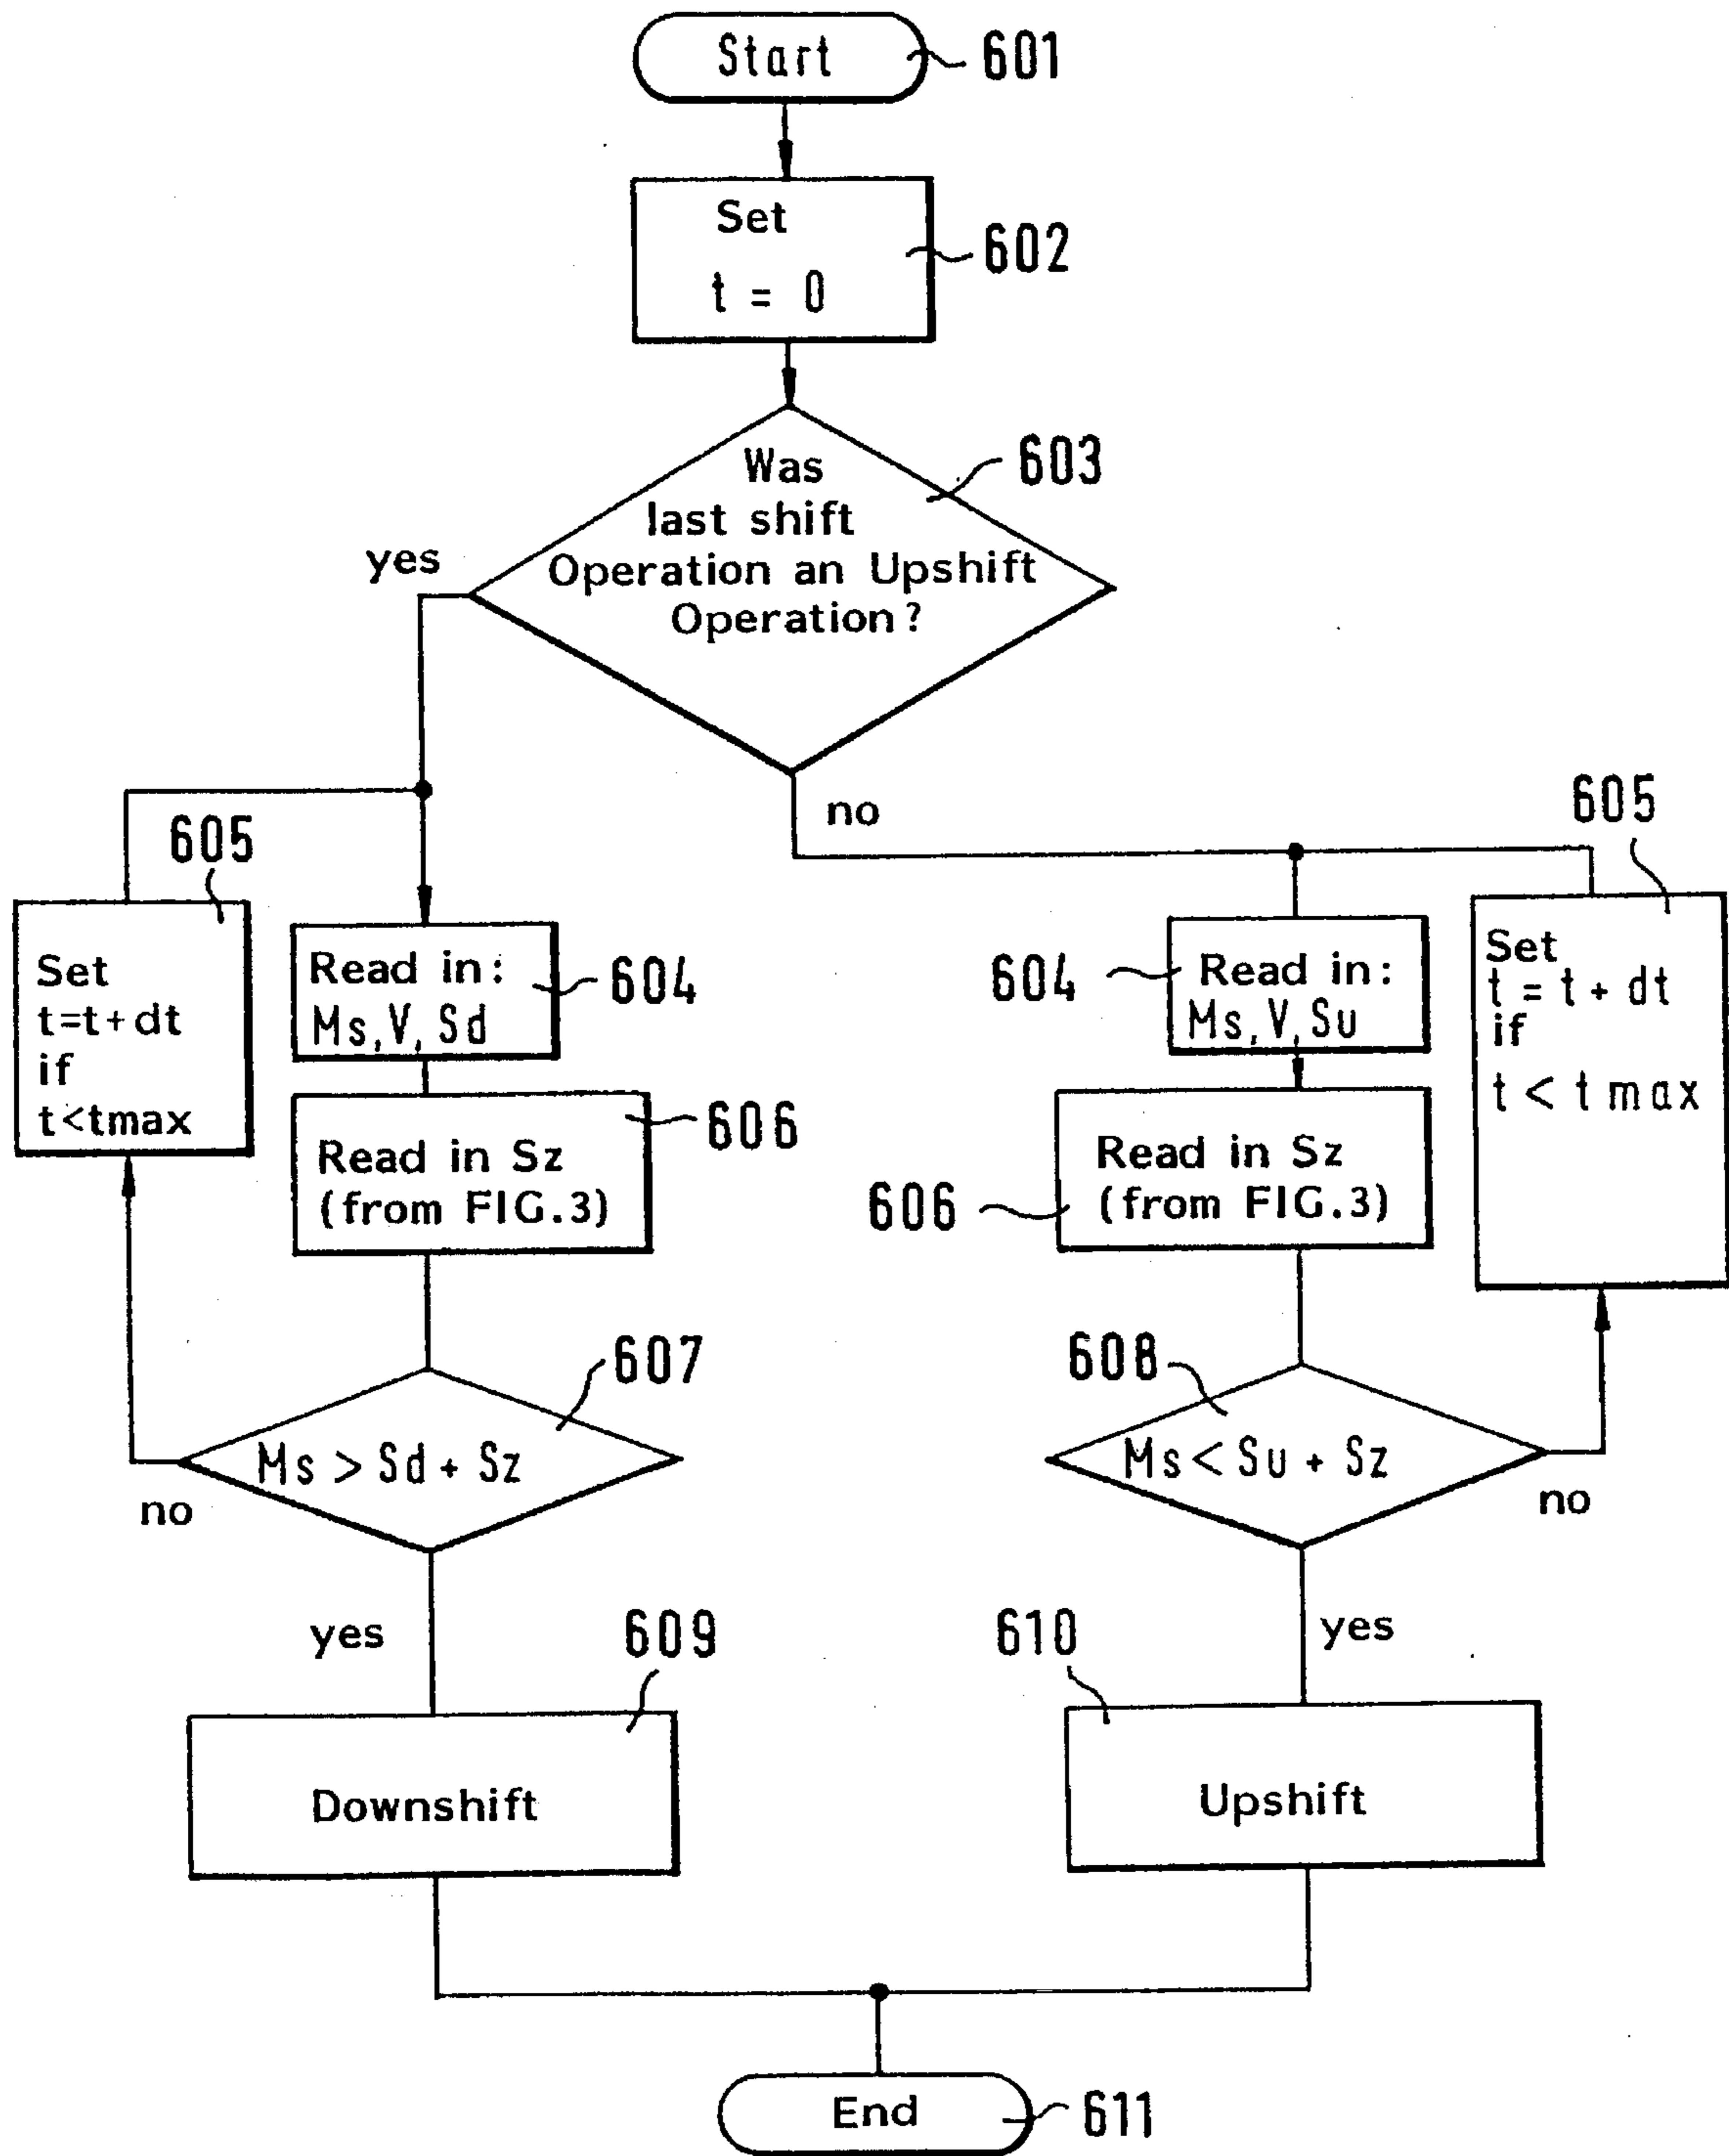 Start
601
Set
t = 0
602
Was
last shift
Operation an Upshift
Operation?
603
yes
no
605
Set
t=t+dt
if
t<tmax
Read in:
Ms, V, Sd
604
604
Read in:
Ms, V, Su
605
Set
t = t + dt
if
t < t max
Read in Sz
(from FIG.3)
606
606
Read in Sz
(from FIG.3)
607
Ms > Sd + Sz
no
608
Ms < Su + Sz
no
yes
609
Downshift
610
yes
Upshift
End
611